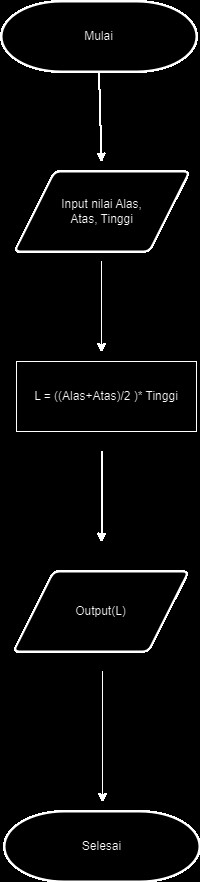 Mulai
Input nilai Alas,
Atas, Tinggi
L = ((Alas+Atas)/2 )* Tinggi
Output(L)
Selesai